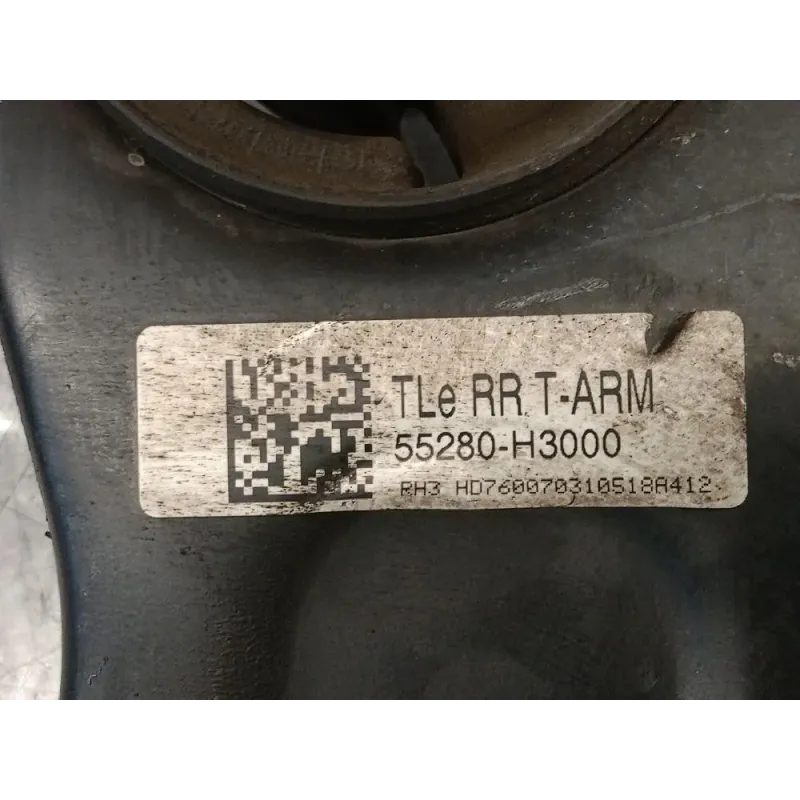 TLe RR T-ARM
55280-H3000
RH3 HD760070310518A412